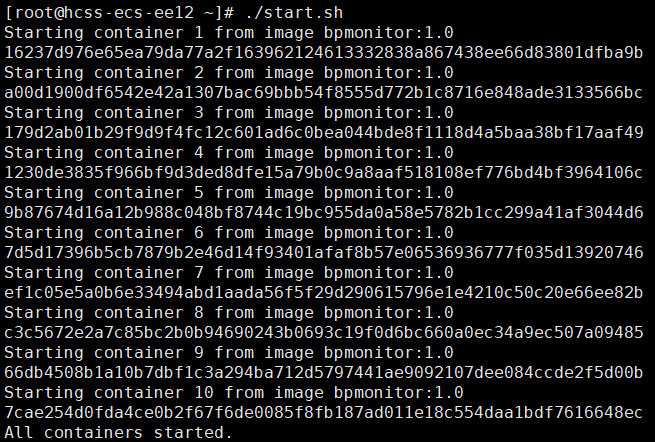 [root@hcss-ecs-ee12 ~]# ./start.sh
Starting container 1 from image bpmonitor:1.0
16237d976e65ea79da77a2f163962124613332838a867438ee66d83801dfba9b
Starting container 2 from image bpmonitor:1.0
a00d1900df6542e42a1307bac69bbb54f8555d772b1c8716e848ade3133566bc
Starting container 3 from image bpmonitor:1.0
179d2ab01b29f9d9f4fc12c601ad6c0bea044bde8f1118d4a5baa38bf17aaf49
Starting container 4 from image bpmonitor:1.0
1230de3835f966bf9d3ded8dfe15a79b0c9a8aaf518108ef776bd4bf3964106c
Starting container 5 from image bpmonitor:1.0
9b87674d16a12b988c048bf8744c19bc955da0a58e5782b1cc299a41af3044d6
Starting container 6 from image bpmonitor:1.0
7d5d17396b5cb7879b2e46d14f93401afaf8b57e06536936777f035d13920746
Starting container 7 from image bpmonitor:1.0
ef1c05e5a0b6e33494abd1aada56f5f29d290615796e1e4210c50c20e66ee82b
Starting container 8 from image bpmonitor:1.0
c3c5672e2a7c85bc2b0b94690243b0693c19f0d6bc660a0ec34a9ec507a09485
Starting container 9 from image bpmonitor:1.0
66db4508b1a10b7dbf1c3a294ba712d5797441ae9092107dee084ccde2f5d00b
Starting container 10 from image bpmonitor:1.0
7cae254d0fda4ce0b2f67f6de0085f8fb187ad011e18c554daa1bdf7616648ec
All containers started.